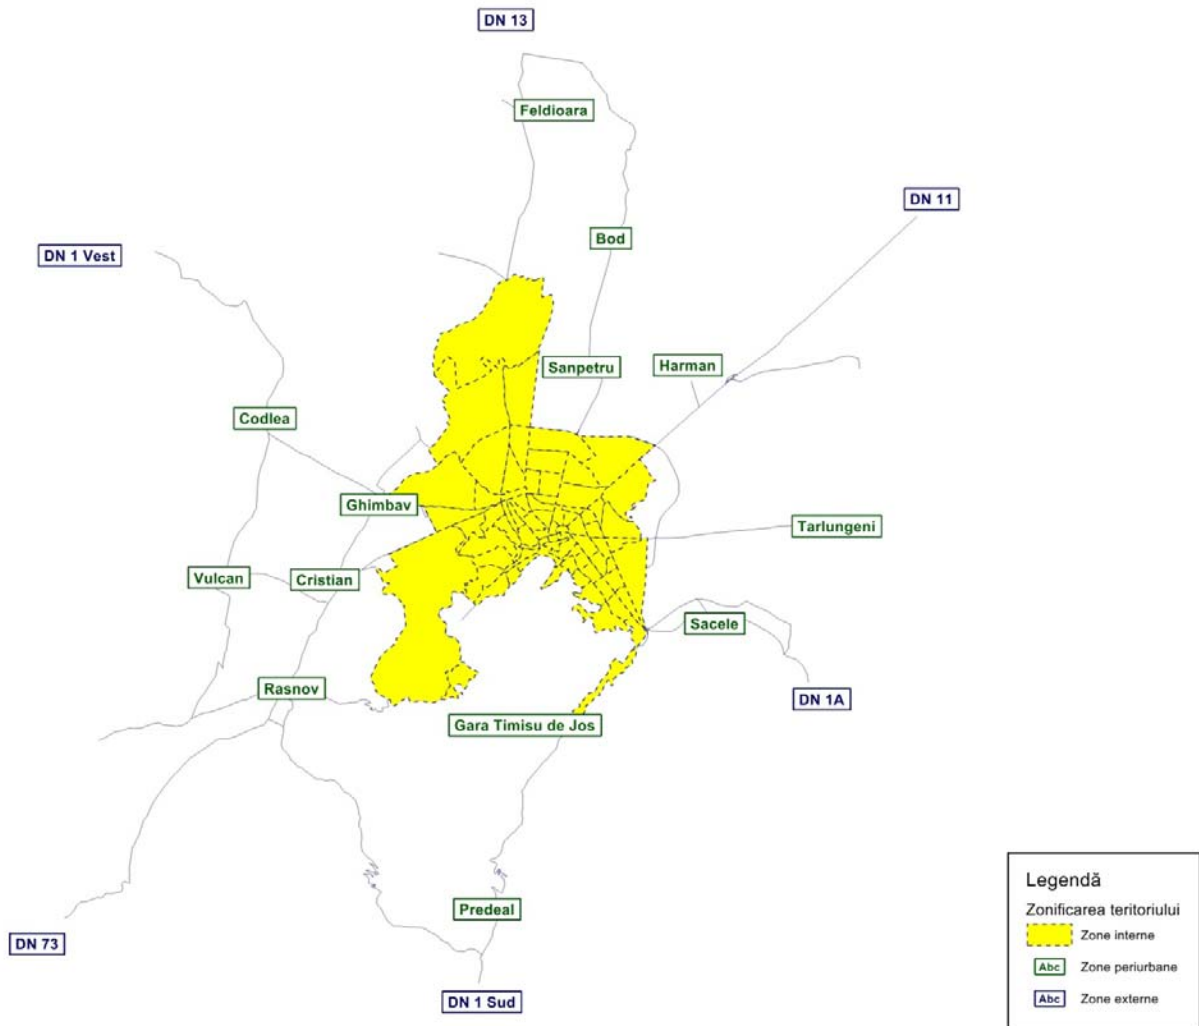 DN 13
Feldioara
DN 11
Bod
DN 1 Vest
Sanpetru
Harman
Codlea
Ghimbav
Tarlungeni
Vulcan
Cristian
Sacele
Rasnov
DN 1A
Gara Timisu de Jos
Predeal
DN 73
DN 1 Sud
Legendă
Zonificarea teritoriului
Zone interne
Abc Zone periurbane
Abc Zone externe